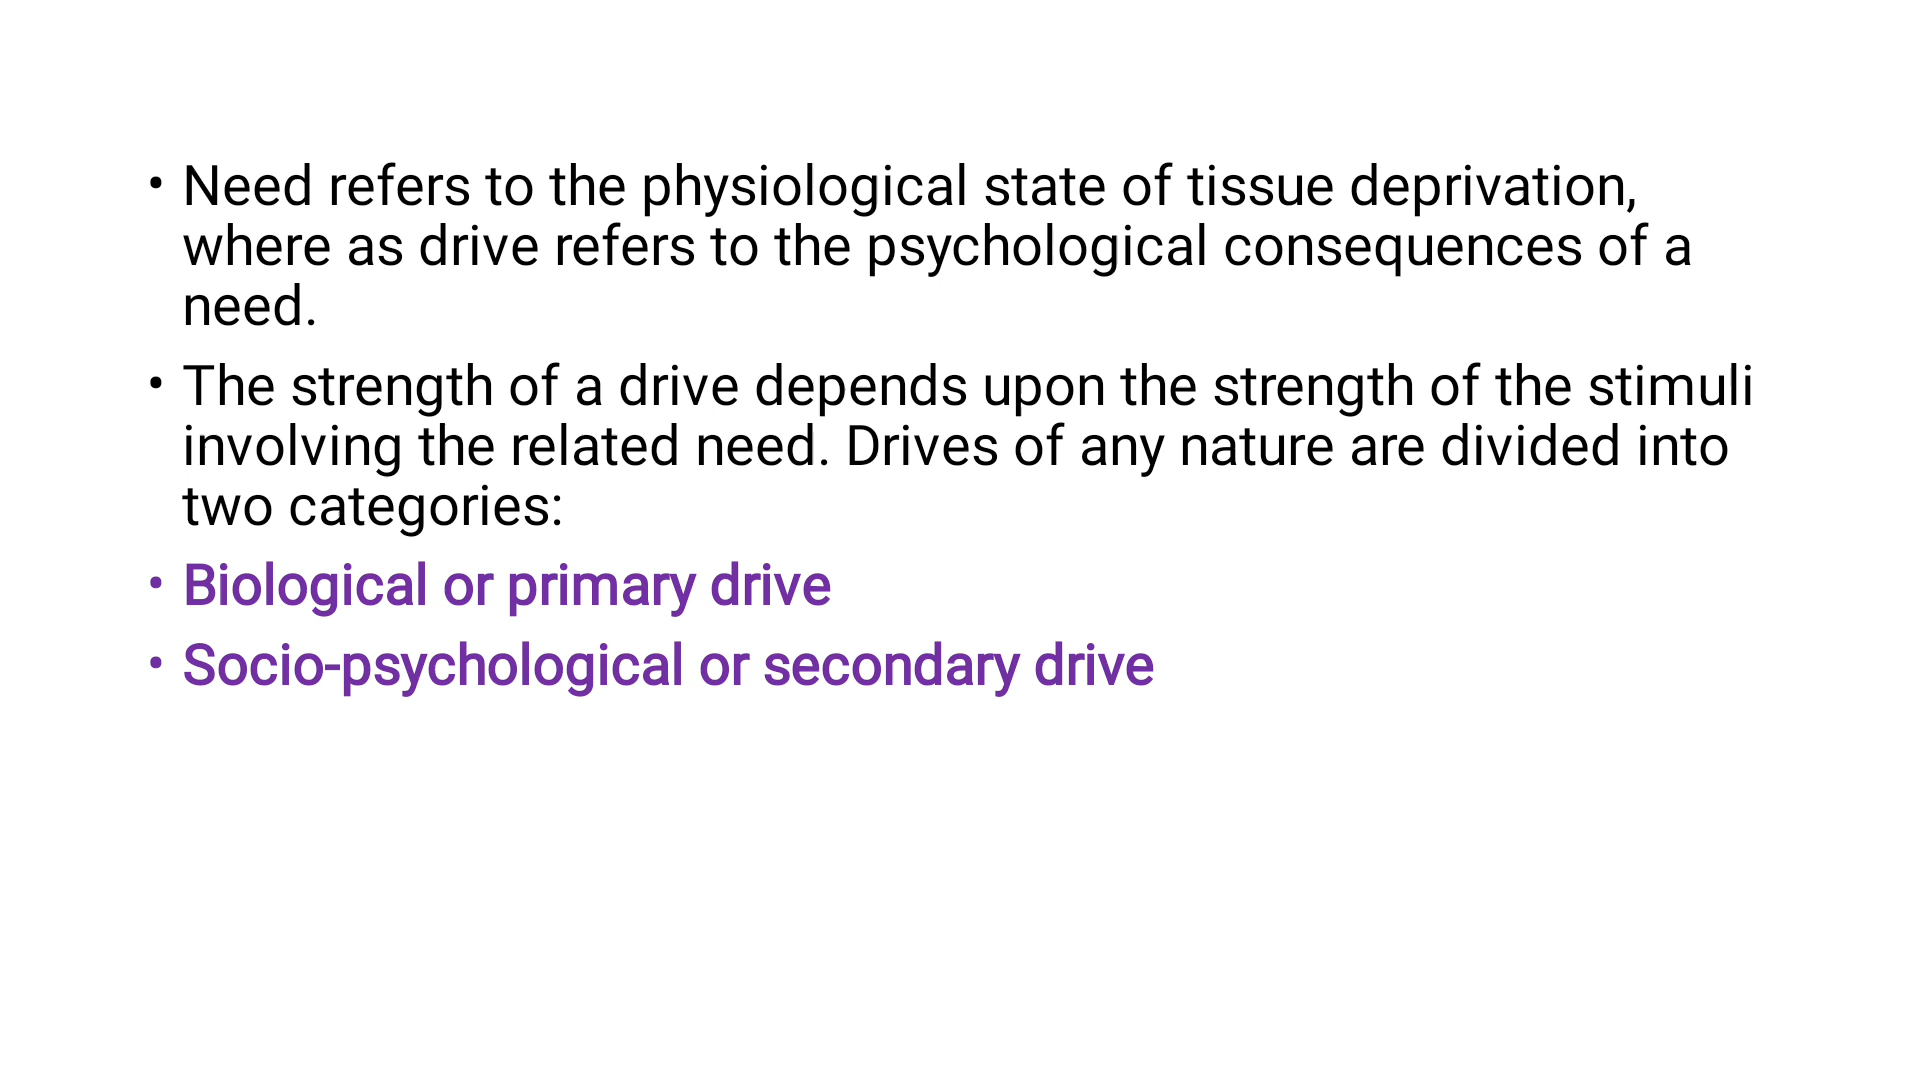 • Need refers to the physiological state of tissue deprivation,
where as drive refers to the psychological consequences of a
need.
• The strength of a drive depends upon the strength of the stimuli
involving the related need. Drives of any nature are divided into
two categories:
• Biological or primary drive
• Socio-psychological or secondary drive